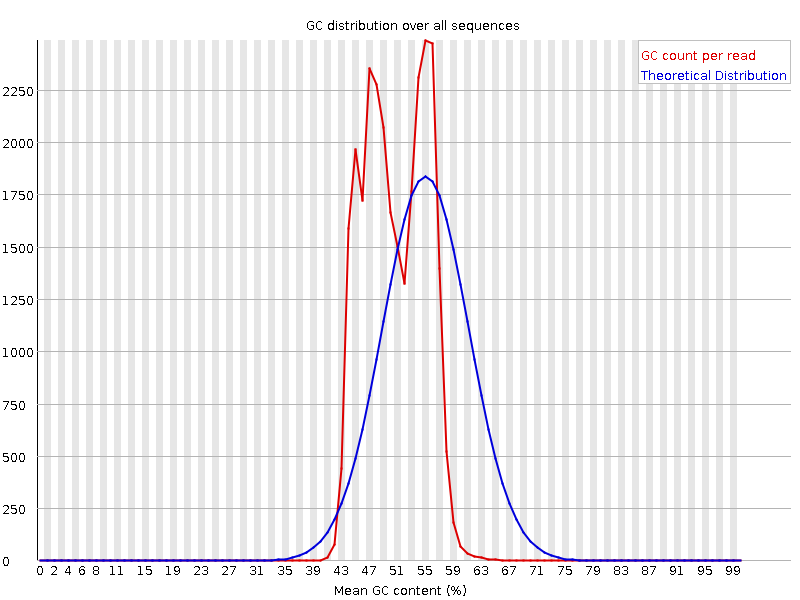 GC distribution over all sequences
GC count per read
Theoretical Distribution
2250
2000
1750
1500
1250
1000
750
500
250
0
0 2 4 6 8 11 15 19 23 27 31 35 39 43 47 51 55 59 63 67 71 75 79 83 87 91 95 99
Mean GC content (%)